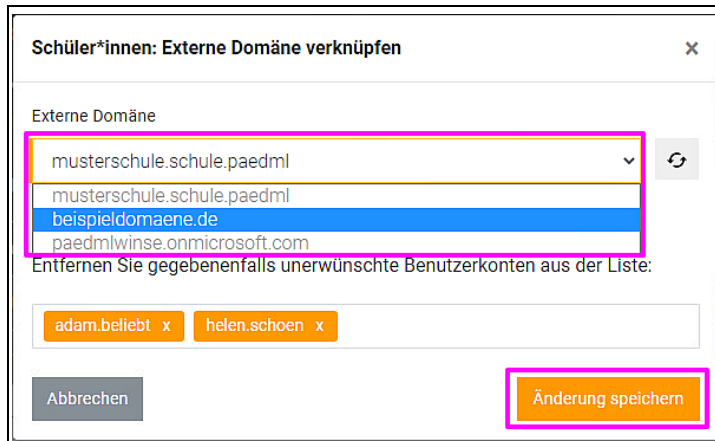 Schüler*innen: Externe Domäne verknüpfen ×
Externe Domäne
musterschule.schule.paedml
musterschule.schule.paedml
beispieldomaene.de
paedmlwinse.onmicrosoft.com
Entfernen Sie gegebenenfalls unerwünschte Benutzerkonten aus der Liste:
adam.beliebt x helen.schoen x
Abbrechen Änderung speichern